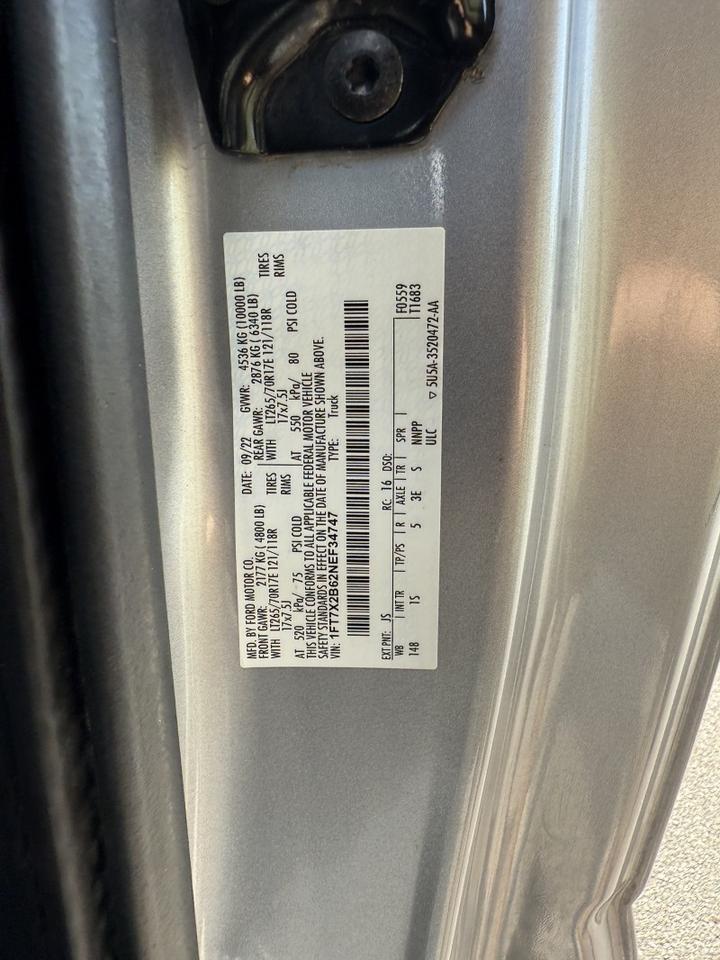 MFD. BY FORD MOTOR CO.
DATE: 09/22 GVWR: 4536 KG (10000 LB)
FRONT GAWR: 2177 KG ( 4800 LB) REAR GAWR: 2876 KG ( 6340 LB)
WITH LT265/70R17E 121/118R TIRES WITH LT265/70R17E 121/118R TIRES
17x7.5J RIMS 17x7.5J RIMS
AT 520 kPa/ 75 PSI COLD AT 550 kPa/ 80 PSI COLD
THIS VEHICLE CONFORMS TO ALL APPLICABLE FEDERAL MOTOR VEHICLE
SAFETY STANDARDS IN EFFECT ON THE DATE OF MANUFACTURE SHOWN ABOVE.
VIN: 1FT7X2B62NEF34747 TYPE: Truck
EXT PNT: JS RC: 16 DSO:
WB INT TR TP/PS R AXLE TR SPR F0559
148 1S 5 3E S NNPP T1683
ULC ▽ 5U5A-3520472-AA